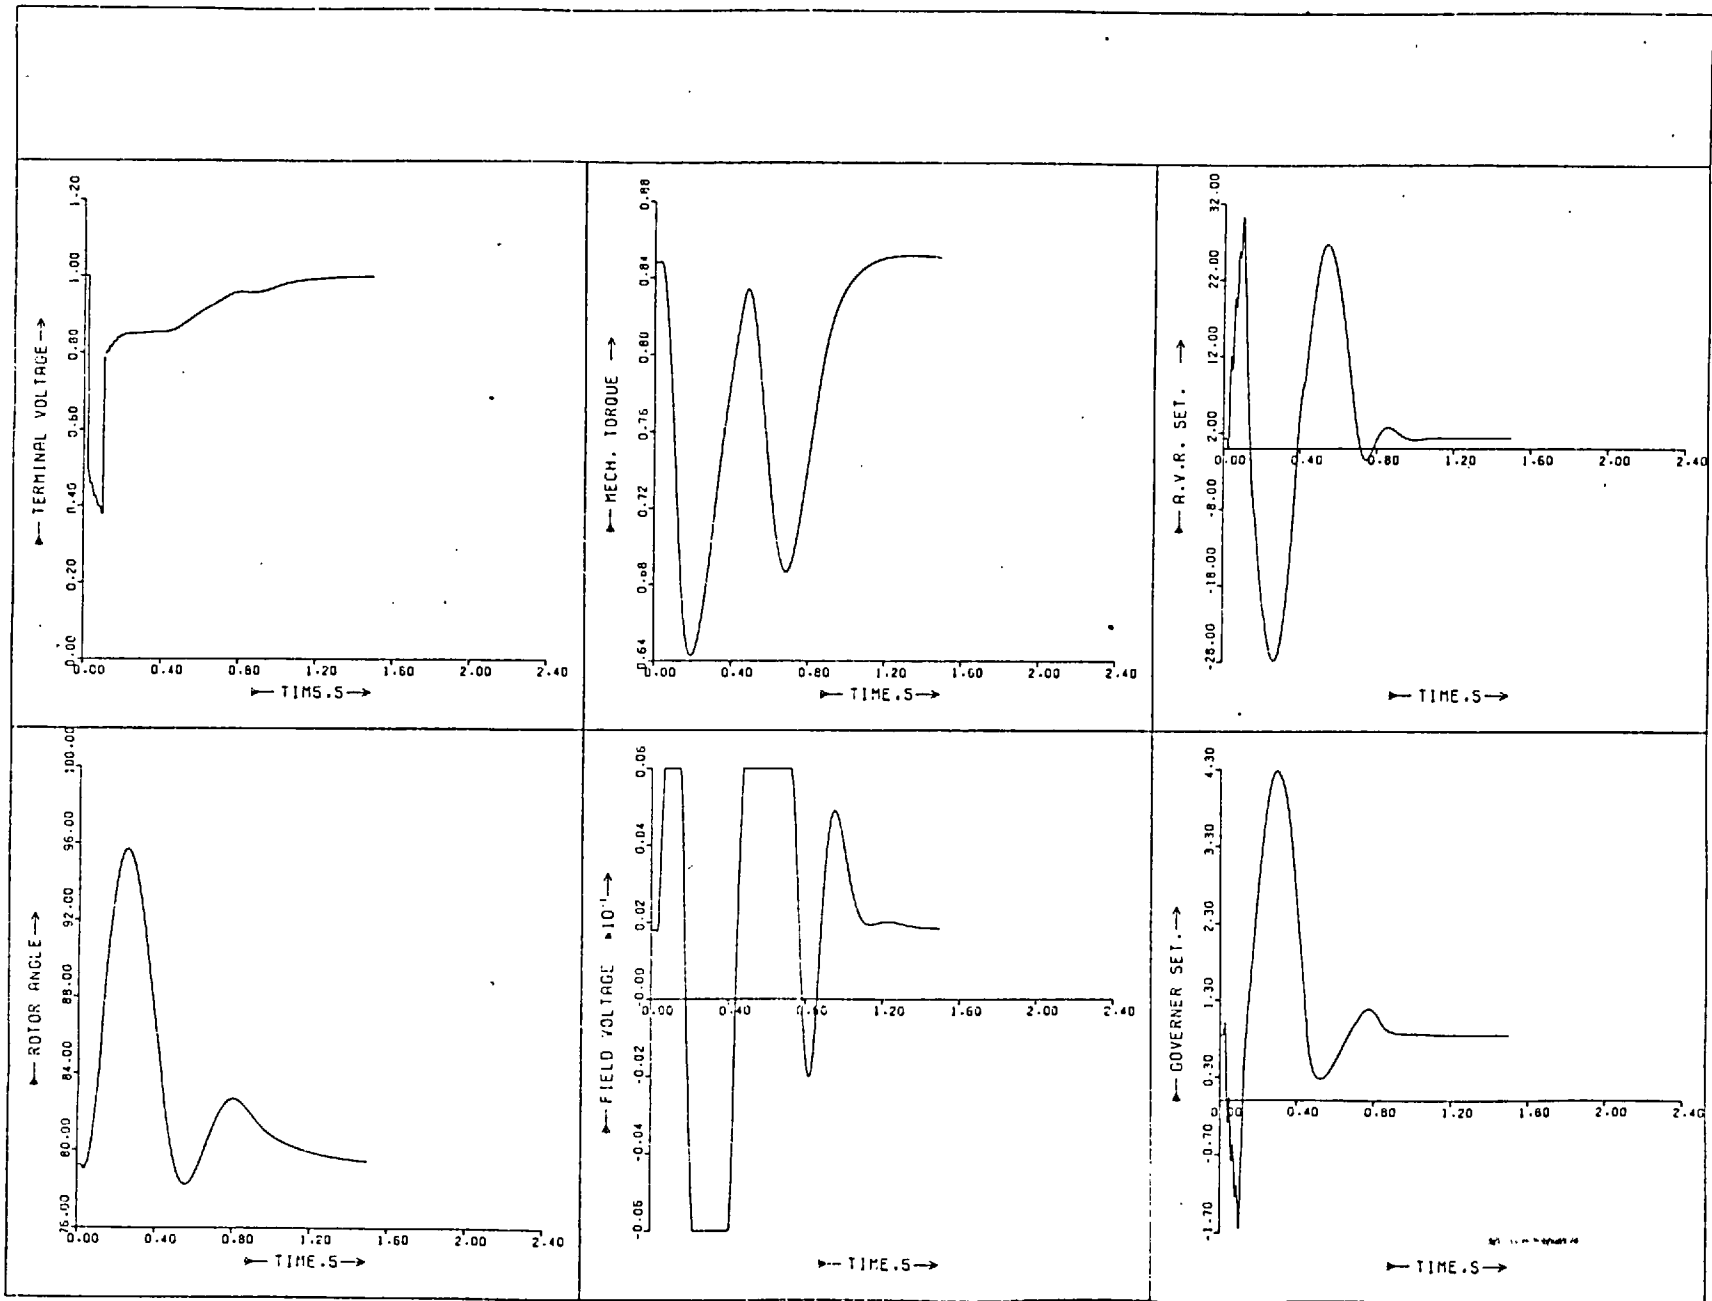 1.20
1.00
0.80
0.60
0.40
0.20
0.00
TERMINAL VOLTAGE
0.00 0.40 0.80 1.20 1.60 2.00 2.40
TIMS.S
0.88
0.84
0.80
0.76
0.72
0.68
0.64
MECH. TORQUE
0.00 0.40 0.80 1.20 1.60 2.00 2.40
TIME.S
32.00
22.00
12.00
2.00
-8.00
-18.00
-28.00
A.V.R. SET.
0.00 0.40 0.80 1.20 1.60 2.00 2.40
TIME.S
100.00
96.00
92.00
88.00
84.00
80.00
76.00
ROTOR ANGLE
0.00 0.40 0.80 1.20 1.60 2.00 2.40
TIME.S
0.06
0.04
0.02
-0.00
-0.02
-0.04
-0.06
FIELD VOLTAGE ×10⁻¹
0.00 0.40 0.80 1.20 1.60 2.00 2.40
TIME.S
4.30
3.30
2.30
1.30
0.30
-0.70
-1.70
GOVERNER SET.
0.00 0.40 0.80 1.20 1.60 2.00 2.40
TIME.S